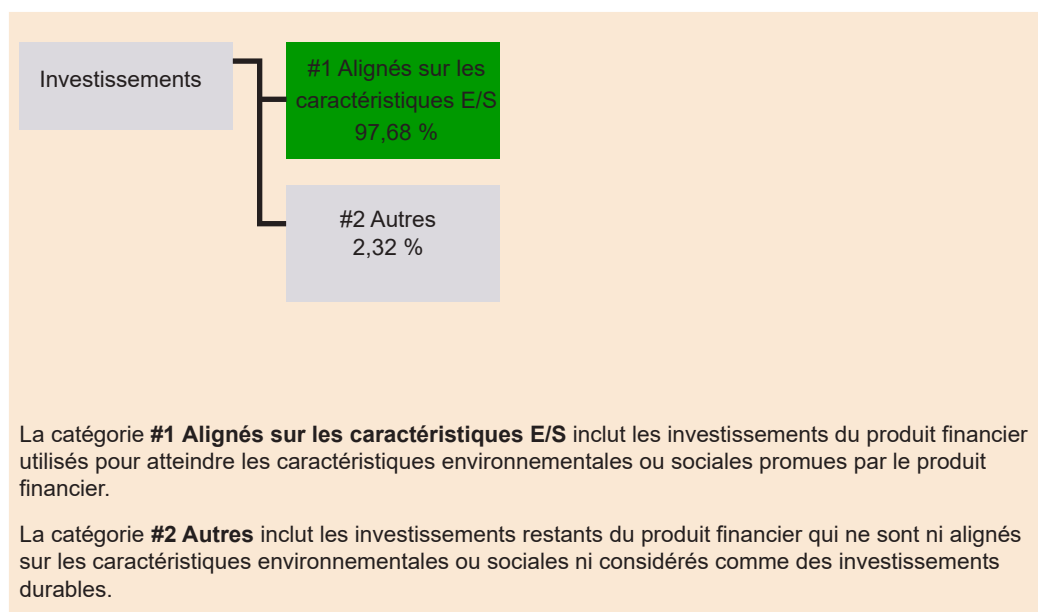 Investissements
#1 Alignés sur les
caractéristiques E/S
97,68 %
#2 Autres
2,32 %
La catégorie #1 Alignés sur les caractéristiques E/S inclut les investissements du produit financier
utilisés pour atteindre les caractéristiques environnementales ou sociales promues par le produit
financier.
La catégorie #2 Autres inclut les investissements restants du produit financier qui ne sont ni alignés
sur les caractéristiques environnementales ou sociales ni considérés comme des investissements
durables.